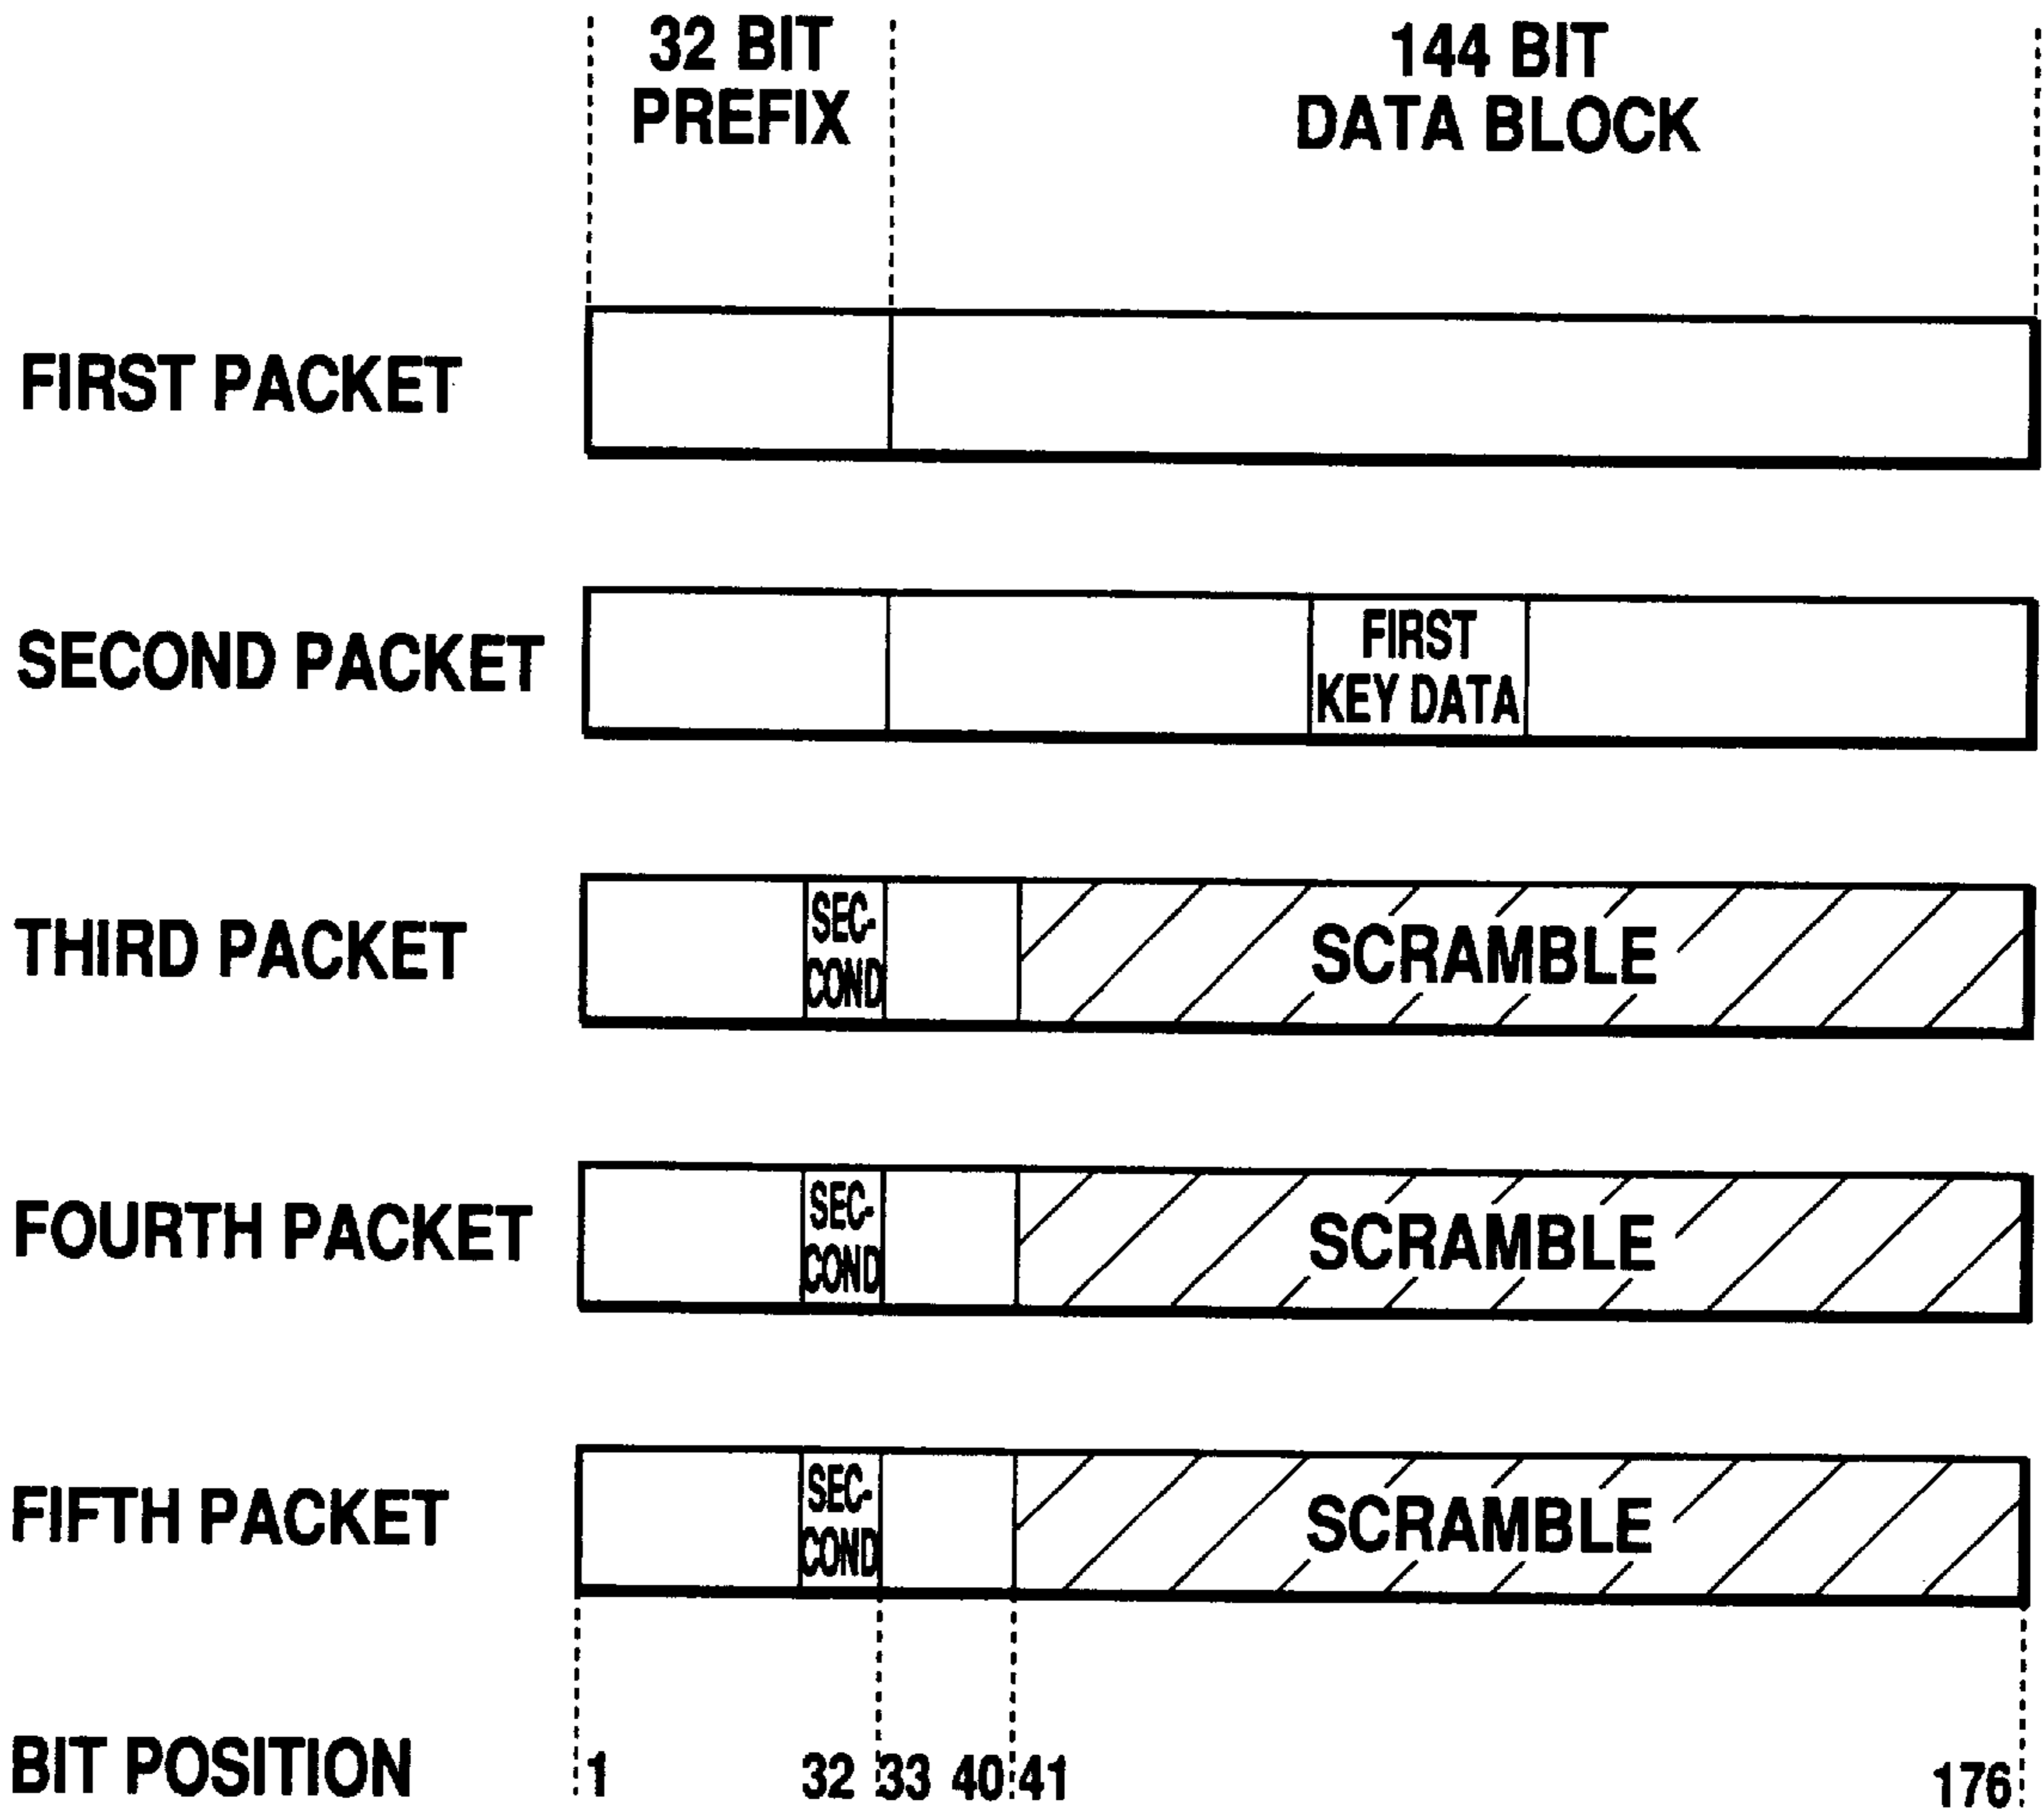 32 BIT
PREFIX
144 BIT
DATA BLOCK
FIRST PACKET
SECOND PACKET
FIRST
KEY DATA
THIRD PACKET
SEC-
COND
SCRAMBLE
FOURTH PACKET
SEC-
COND
SCRAMBLE
FIFTH PACKET
SEC-
COND
SCRAMBLE
BIT POSITION 1 32 33 40 41 176